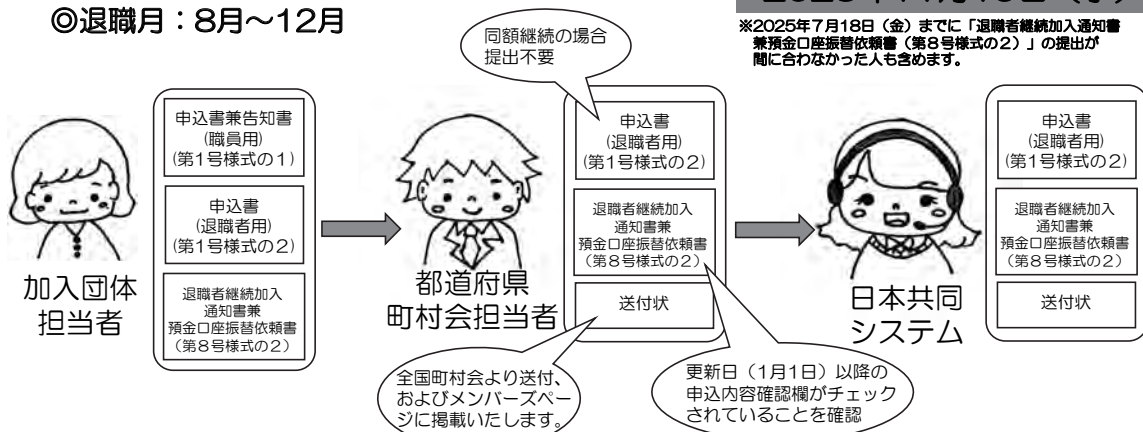 ◎退職月：8月～12月
※2025年7月18日（金）までに「退職者継続加入通知書
兼預金口座振替依頼書（第8号様式の2）」の提出が
間に合わなかった人も含めます。
同額継続の場合
提出不要
申込書兼告知書
(職員用)
(第1号様式の1)
申込書
(退職者用)
(第1号様式の2)
退職者継続加入
通知書兼
預金口座振替依頼書
(第8号様式の2)
加入団体
担当者
申込書
(退職者用)
(第1号様式の2)
退職者継続加入
通知書兼
預金口座振替依頼書
(第8号様式の2)
送付状
都道府県
町村会担当者
申込書
(退職者用)
(第1号様式の2)
退職者継続加入
通知書兼
預金口座振替依頼書
(第8号様式の2)
送付状
日本共同
システム
全国町村会より送付、
およびメンバーズペー
ジに掲載いたします。
更新日（1月1日）以降の
申込内容確認欄がチェック
されていることを確認